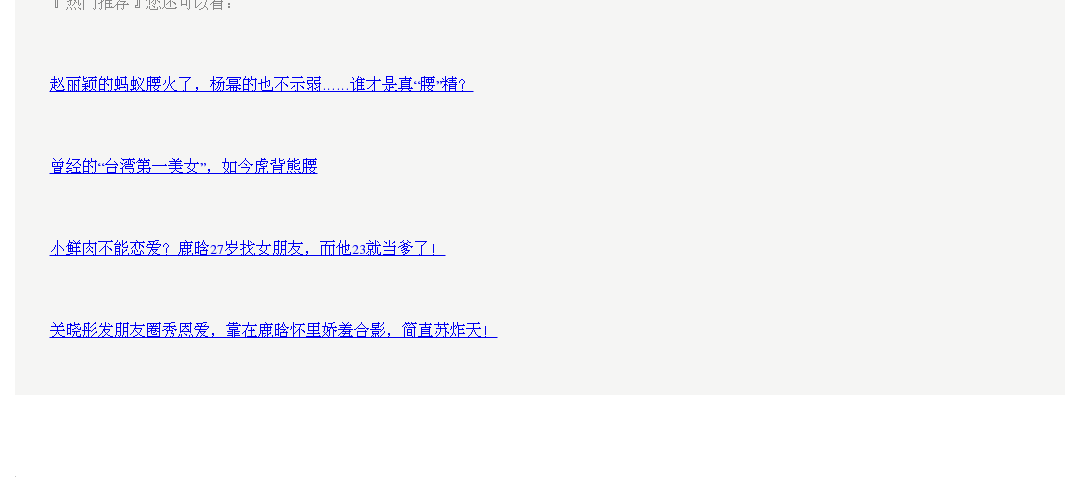 『热门推荐』您还可以看：
赵丽颖的蚂蚁腰火了，杨幂的也不示弱……谁才是真“腰”精？
曾经的“台湾第一美女”，如今虎背熊腰
小鲜肉不能恋爱？鹿晗27岁找女朋友，而他23就当爹了！
关晓彤发朋友圈秀恩爱，靠在鹿晗怀里娇羞合影，简直苏炸天！